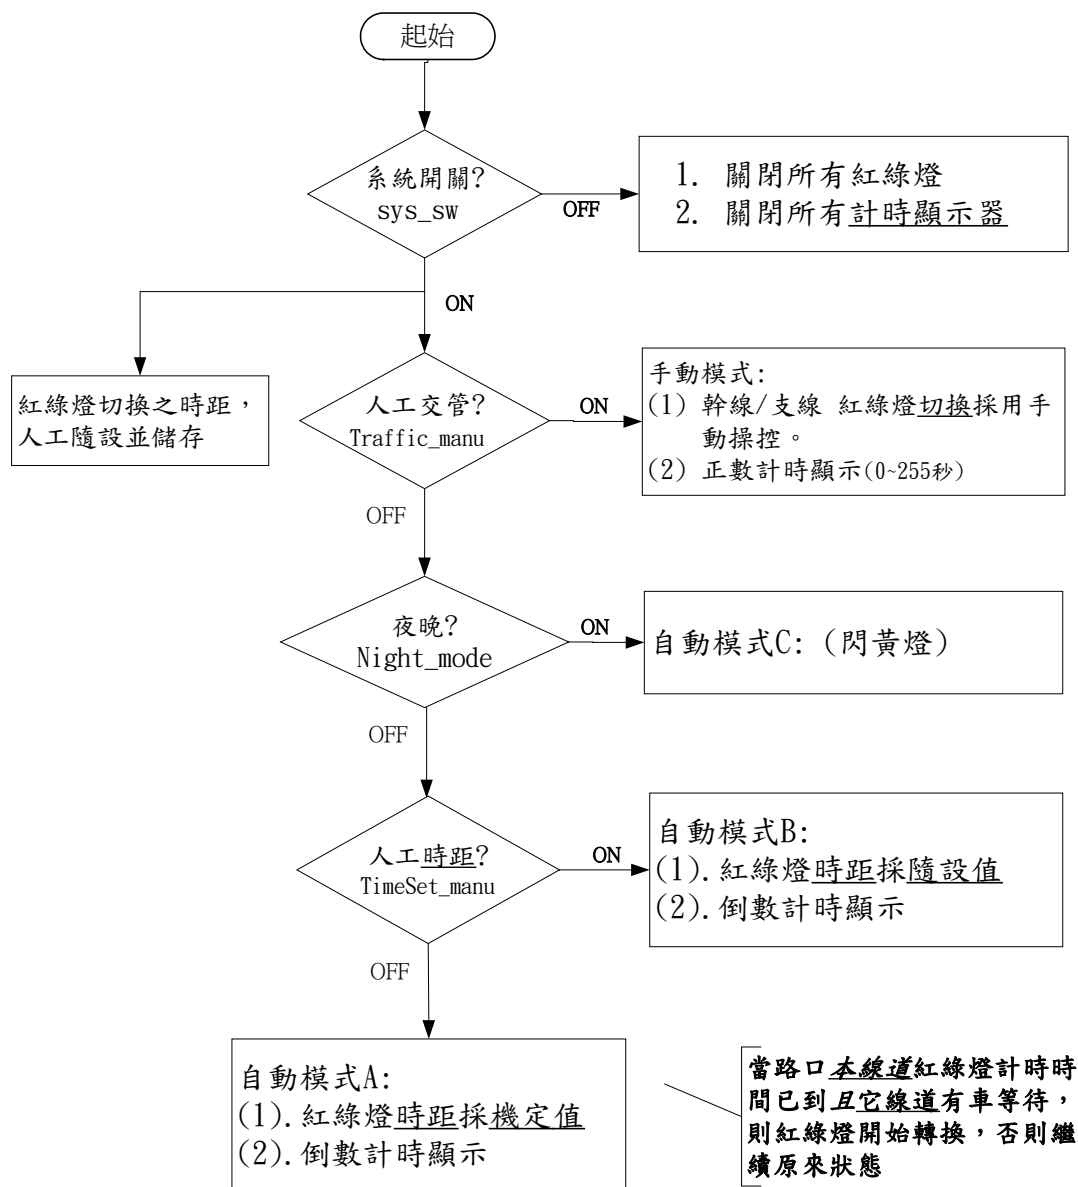 起始
系統開關?
sys_sw
OFF
1. 關閉所有紅綠燈
2. 關閉所有計時顯示器
ON
紅綠燈切換之時距，
人工隨設並儲存
人工交管?
Traffic_manu
ON
手動模式:
(1) 幹線/支線 紅綠燈切換採用手
動操控。
(2) 正數計時顯示(0~255秒)
OFF
夜晚?
Night_mode
ON
自動模式C: (閃黃燈)
OFF
人工時距?
TimeSet_manu
ON
自動模式B:
(1). 紅綠燈時距採隨設值
(2). 倒數計時顯示
OFF
自動模式A:
(1). 紅綠燈時距採機定值
(2). 倒數計時顯示
當路口本線道紅綠燈計時時
間已到且它線道有車等待，
則紅綠燈開始轉換，否則繼
續原來狀態